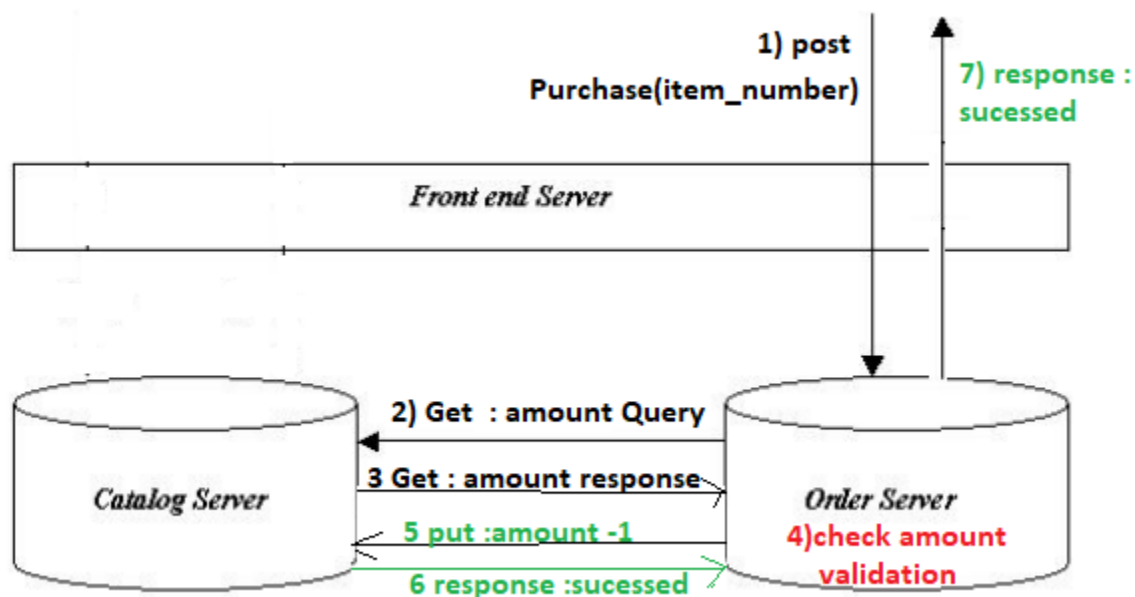 1) post
Purchase(item_number)
7) response :
sucessed
Front end Server
2) Get : amount Query
3 Get : amount response
Catalog Server
Order Server
5 put :amount -1
4)check amount
validation
6 response :sucessed